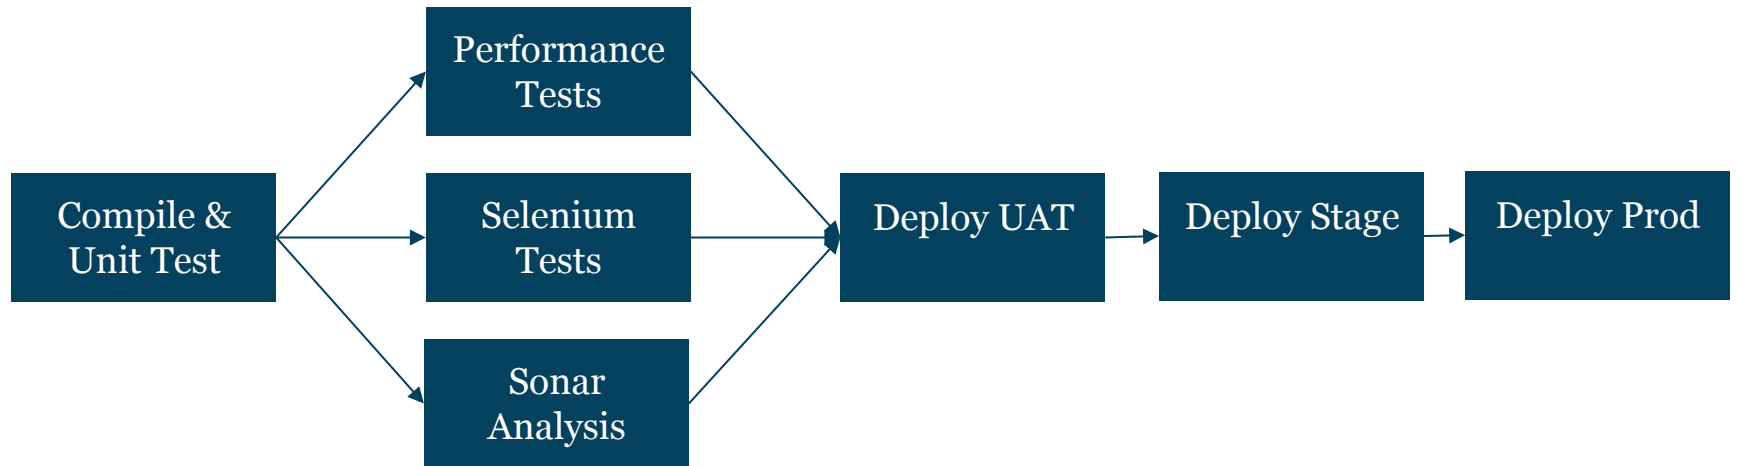 Compile &
Unit Test
Performance
Tests
Selenium
Tests
Sonar
Analysis
Deploy UAT
Deploy Stage
Deploy Prod